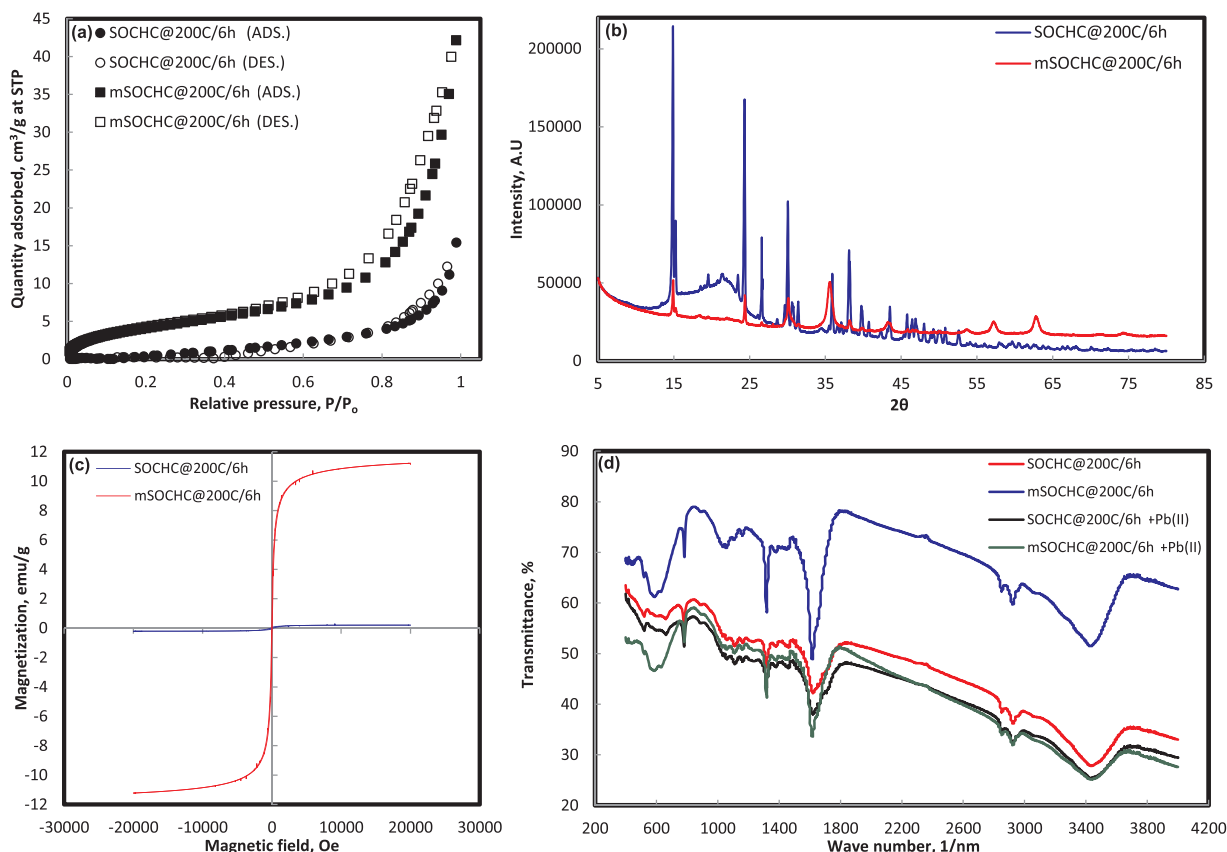 (a)
SOCHC@200C/6h (ADS.)
SOCHC@200C/6h (DES.)
mSOCHC@200C/6h (ADS.)
mSOCHC@200C/6h (DES.)
Quantity adsorbed, cm³/g at STP
45
40
35
30
25
20
15
10
5
0
0 0.2 0.4 0.6 0.8 1
Relative pressure, P/Pₒ
(b)
SOCHC@200C/6h
mSOCHC@200C/6h
Intensity, A.U
200000
150000
100000
50000
0
5 15 25 35 45 55 65 75 85
2θ
(c)
SOCHC@200C/6h
mSOCHC@200C/6h
Magnetization, emu/g
12
10
8
6
4
2
0
-2
-4
-6
-8
-10
-12
-30000 -20000 -10000 0 10000 20000 30000
Magnetic field, Oe
(d)
SOCHC@200C/6h
mSOCHC@200C/6h
SOCHC@200C/6h +Pb(II)
mSOCHC@200C/6h +Pb(II)
Transmittance, %
90
80
70
60
50
40
30
20
200 600 1000 1400 1800 2200 2600 3000 3400 3800 4200
Wave number, 1/nm